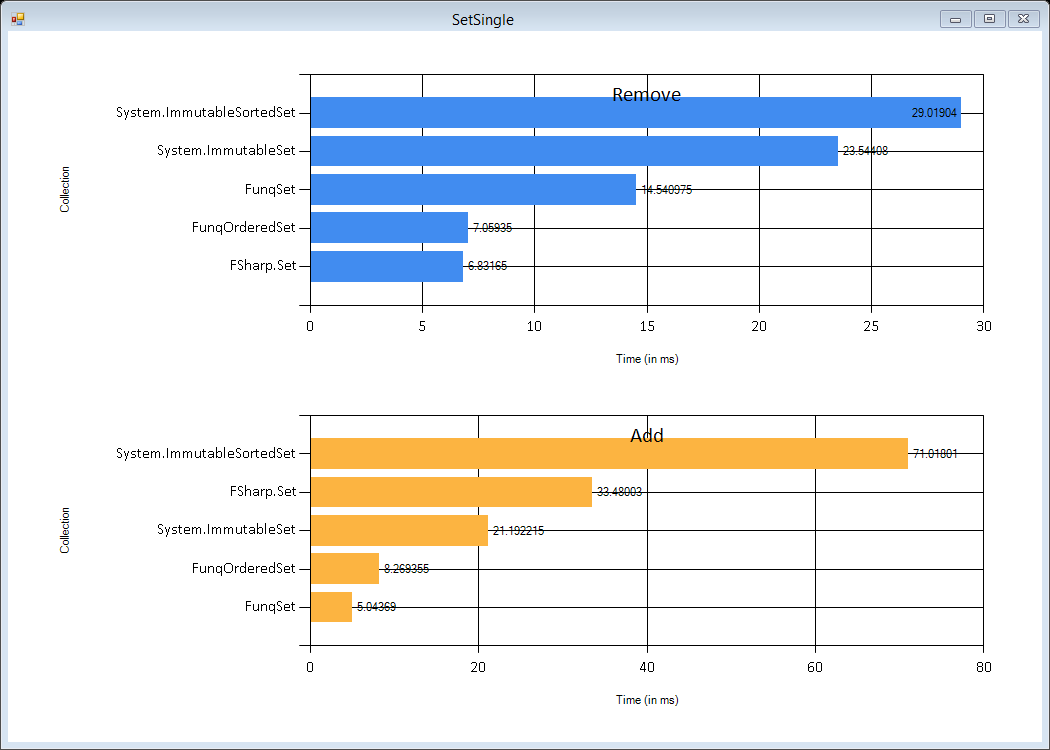 SetSingle
Remove
System.ImmutableSortedSet 29.01904
System.ImmutableSet 23.54408
FunqSet 14.540975
FunqOrderedSet 7.05935
FSharp.Set 6.83165
Collection
0 5 10 15 20 25 30
Time (in ms)
Add
System.ImmutableSortedSet 71.01801
FSharp.Set 33.48003
System.ImmutableSet 21.192215
FunqOrderedSet 8.269355
FunqSet 5.04369
Collection
0 20 40 60 80
Time (in ms)